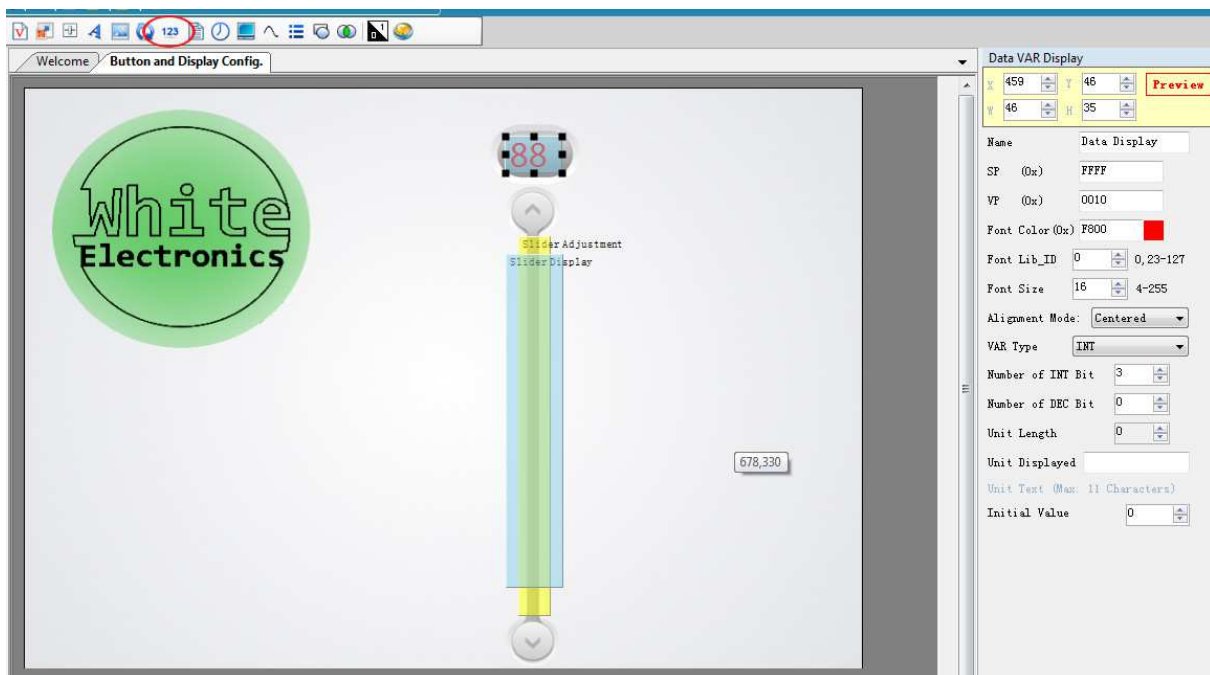 123
Welcome
Button and Display Config.
White
Electronics
88
Slider Adjustment
Slider Display
678,330
Data VAR Display
X 459 Y 46 Preview
W 46 H 35
Name Data Display
SP (0x) FFFF
VP (0x) 0010
Font Color(0x) F800
Font Lib_ID 0 0,23-127
Font Size 16 4-255
Alignment Mode: Centered
VAR Type INT
Number of INT Bit 3
Number of DEC Bit 0
Unit Length 0
Unit Displayed
Unit Text (Max. 11 Characters)
Initial Value 0